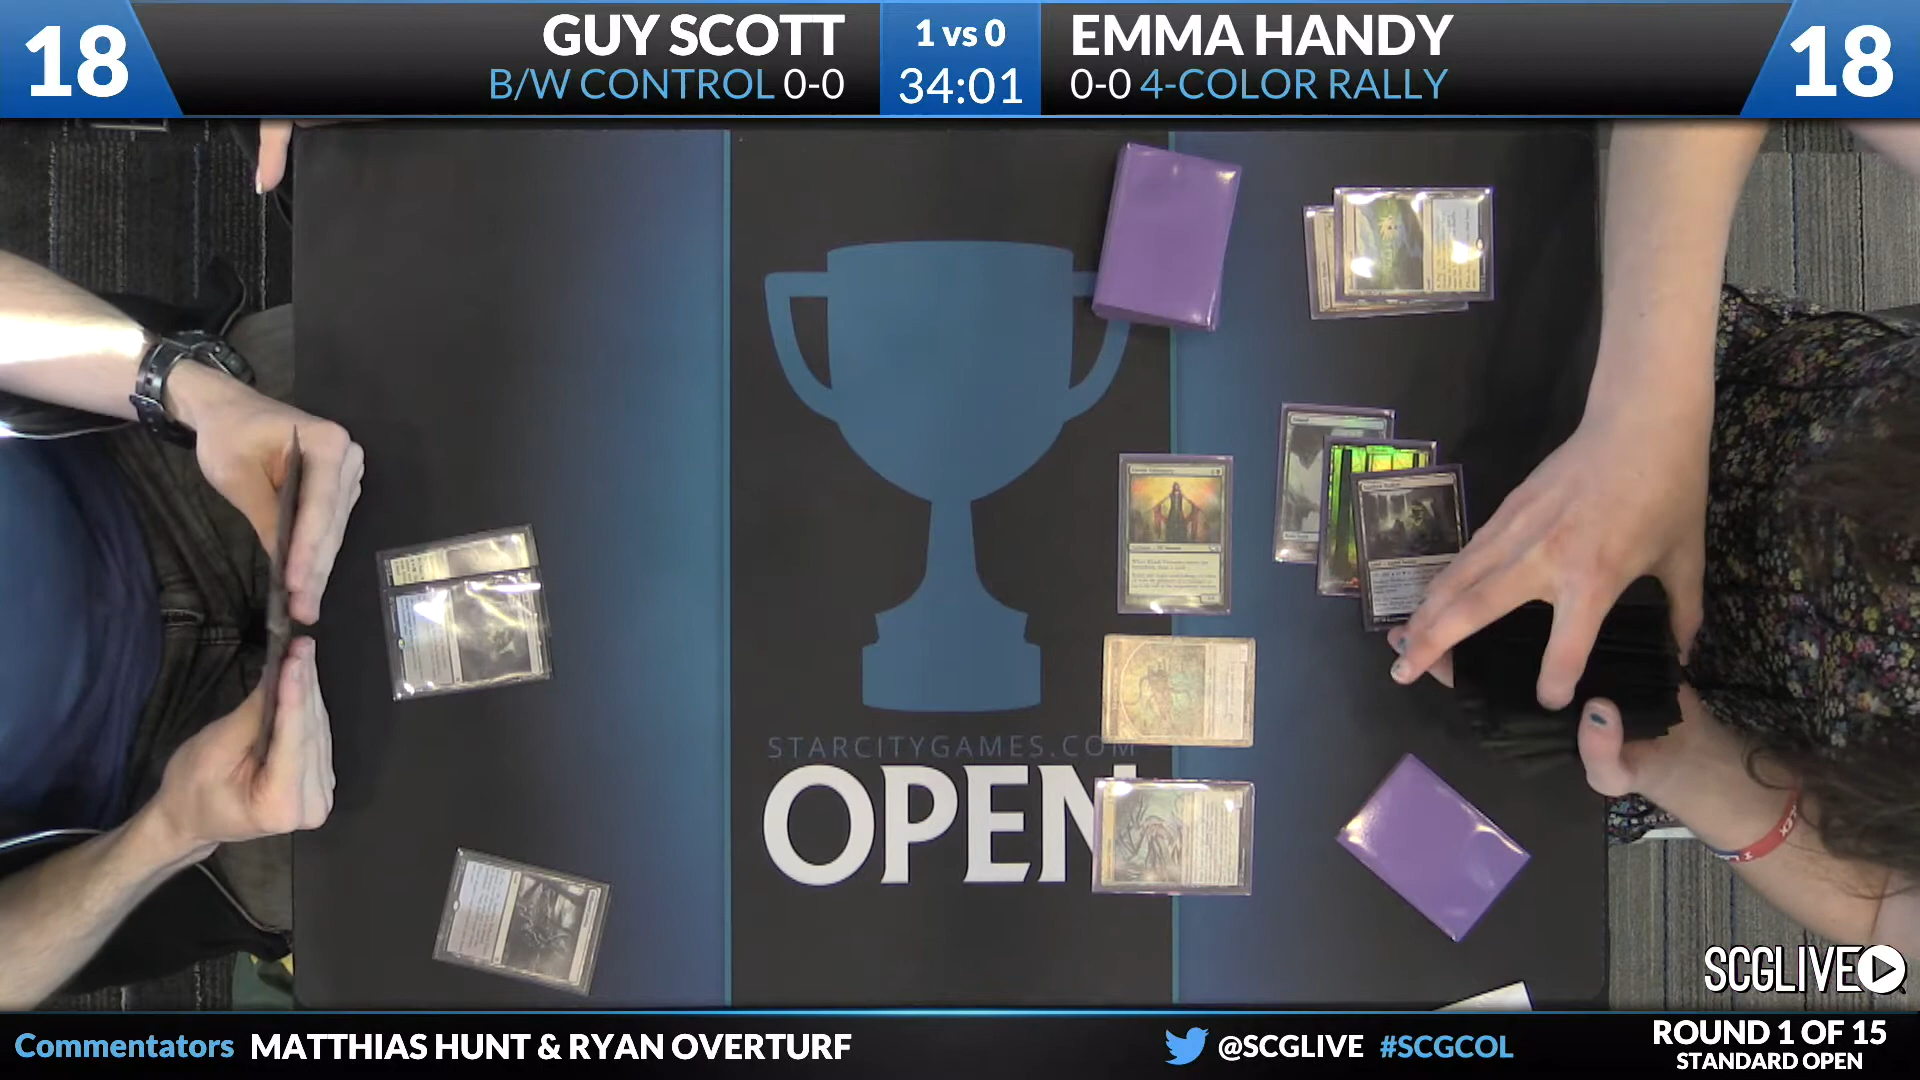 18
GUY SCOTT
B/W CONTROL 0-0
1 vs 0
34:01
EMMA HANDY
0-0 4-COLOR RALLY
18
STARCITYGAMES.COM
OPEN
SCGLIVE
Commentators MATTHIAS HUNT & RYAN OVERTURF
@SCGLIVE #SCGCOL
ROUND 1 OF 15
STANDARD OPEN